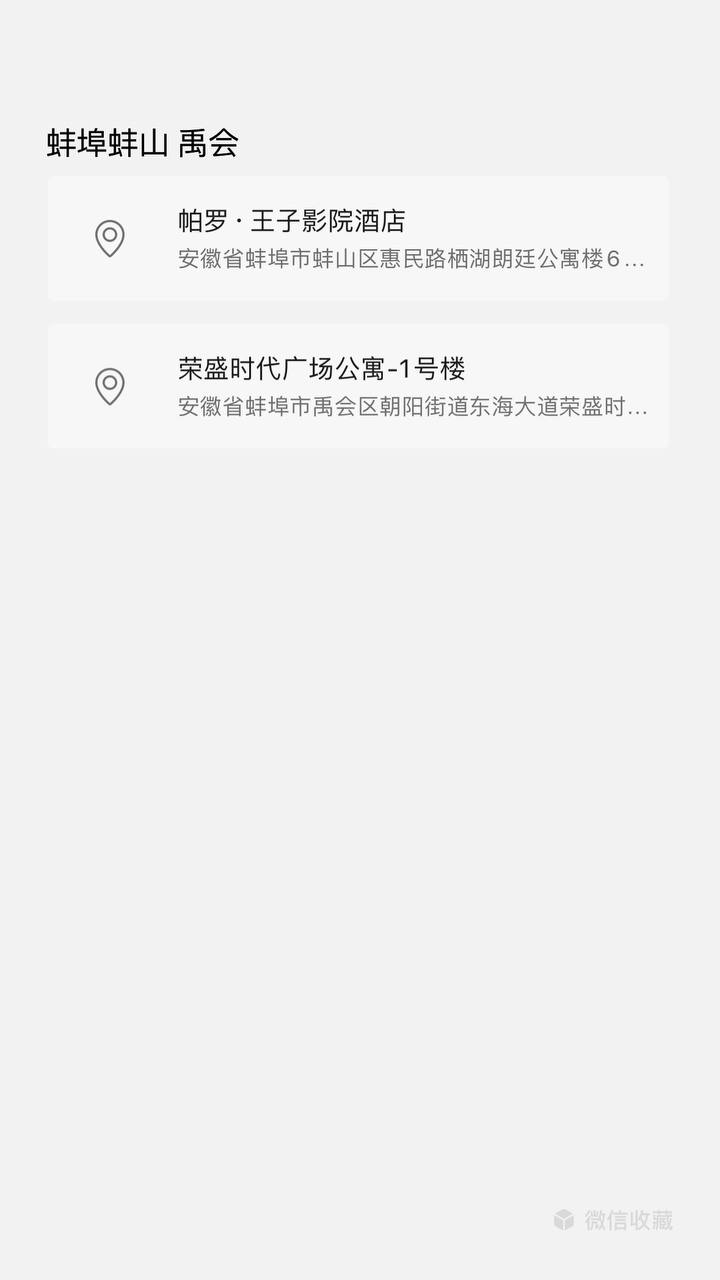 蚌埠蚌山 禹会
帕罗·王子影院酒店
安徽省蚌埠市蚌山区惠民路栖湖朗廷公寓楼6...
荣盛时代广场公寓-1号楼
安徽省蚌埠市禹会区朝阳街道东海大道荣盛时...
微信收藏